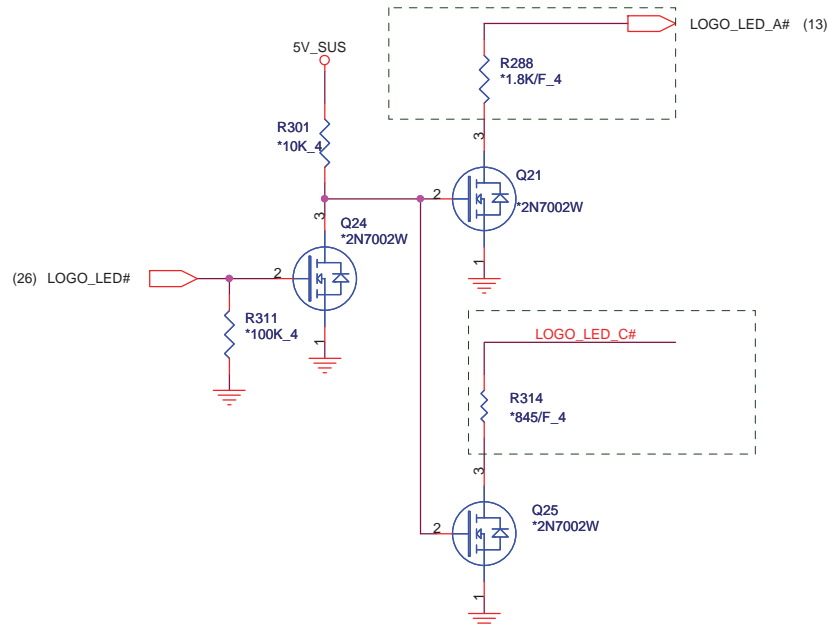 LOGO_LED_A# (13)
5V_SUS
R288
*1.8K/F_4
R301
*10K_4
3
Q21
2
*2N7002W
3
Q24
*2N7002W
1
(26) LOGO_LED#
2
R311
*100K_4
1
LOGO_LED_C#
R314
*845/F_4
3
Q25
*2N7002W
2
1